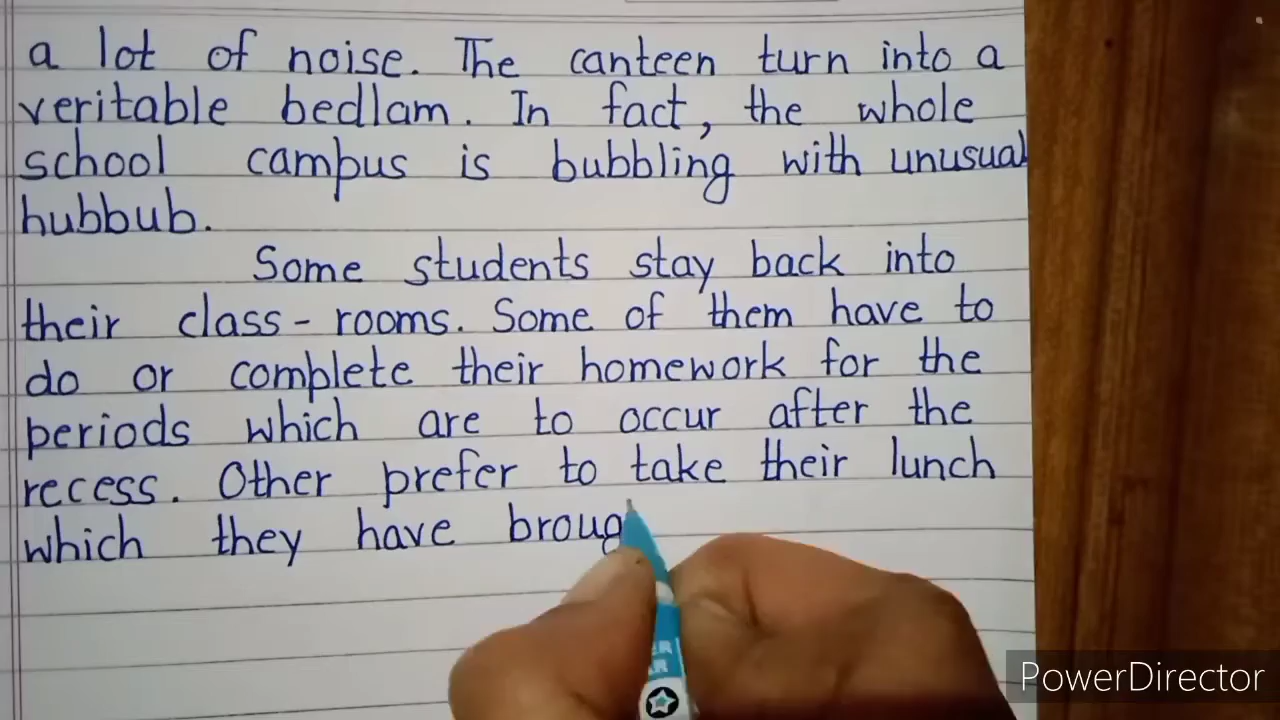 a lot of noise. The canteen turn into a
veritable bedlam. In fact, the whole
school campus is bubbling with unusual
hubbub.
Some students stay back into
their class-rooms. Some of them have to
do or complete their homework for the
periods which are to occur after the
recess. Other prefer to take their lunch
which they have broug
PowerDirector